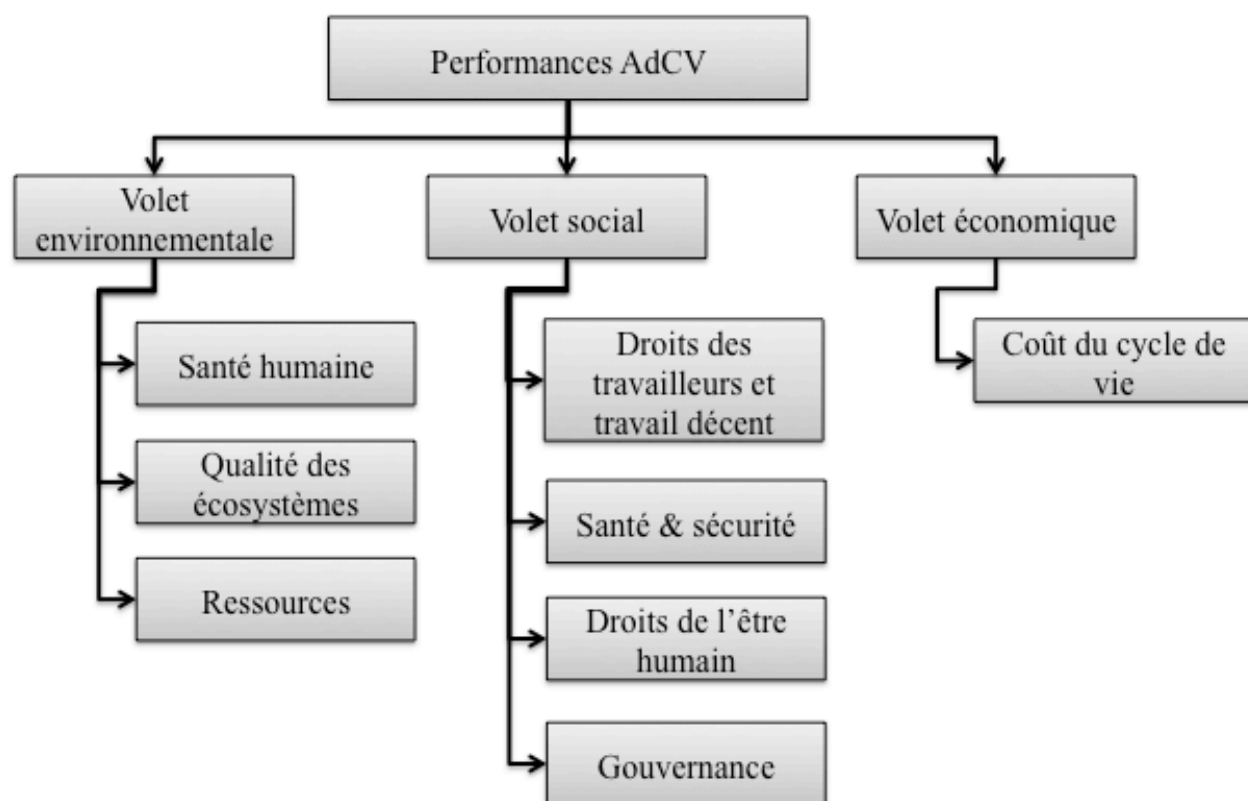 Performances AdCV
Volet
environnementale
Volet social
Volet économique
Santé humaine
Qualité des
écosystèmes
Ressources
Droits des
travailleurs et
travail décent
Santé & sécurité
Droits de l’être
humain
Gouvernance
Coût du cycle de
vie